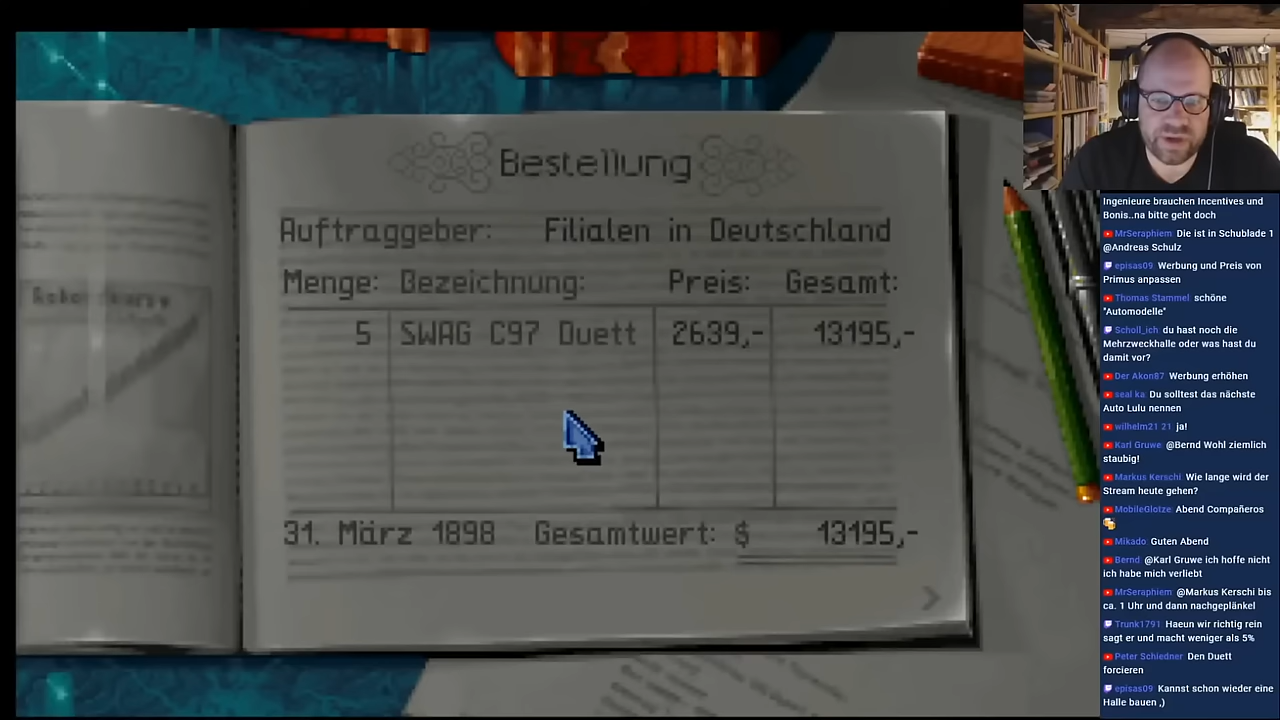 Bestellung
Auftraggeber: Filialen in Deutschland
Menge: Bezeichnung: Preis: Gesamt:
5 SWAG C97 Duett 2639,- 13195,-
31. März 1898 Gesamtwert: $ 13195,-
Ingenieure brauchen Incentives und
Bonis..na bitte geht doch
MrSeraphiem Die ist in Schublade 1
@Andreas Schulz
episas09 Werbung und Preis von
Primus anpassen
Thomas Stammel schöne
"Automodelle"
Scholl_ich du hast noch die
Mehrzweckhalle oder was hast du
damit vor?
Der Akon87 Werbung erhöhen
seal ka Du solltest das nächste
Auto Lulu nennen
wilhelm21 21 ja!
Karl Gruwe @Bernd Wohl ziemlich
staubig!
Markus Kerschi Wie lange wird der
Stream heute gehen?
MobileGlotze Abend Compañeros
Mikado Guten Abend
Bernd @Karl Gruwe ich hoffe nicht
ich habe mich verliebt
MrSeraphiem @Markus Kerschi bis
ca. 1 Uhr und dann nachgeplänkel
Trunk1791 Haeun wir richtig rein
sagt er und macht weniger als 5%
Peter Schiedner Den Duett
forcieren
episas09 Kannst schon wieder eine
Halle bauen ,)